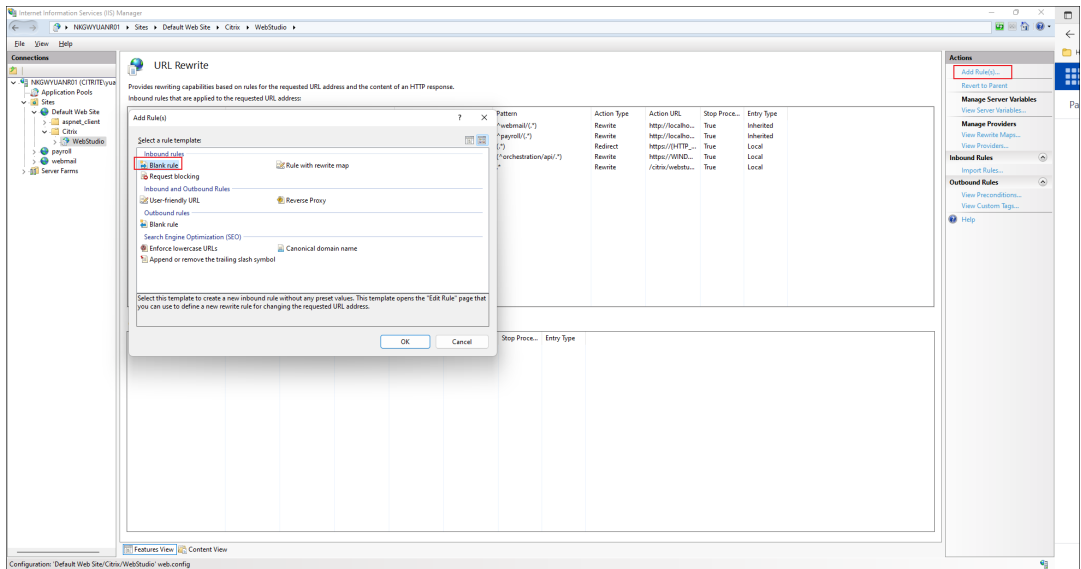 Internet Information Services (IIS) Manager
NKGWYUANR01 Sites Default Web Site Citrix WebStudio
File View Help
Connections
NKGWYUANR01 (CITRITE\yua
Application Pools
Sites
Default Web Site
aspnet_client
Citrix
WebStudio
payroll
webmail
Server Farms
URL Rewrite
Provides rewriting capabilities based on rules for the requested URL address and the content of an HTTP response.
Inbound rules that are applied to the requested URL address:
Pattern Action Type Action URL Stop Proce... Entry Type
^webmail/(.*) Rewrite http://localho... True Inherited
^payroll/(.*) Rewrite http://localho... True Inherited
(.*) Redirect https://{HTTP_... True Local
(^orchestration/api/.*) Rewrite https://WIND... True Local
.* Rewrite /citrix/webstu... True Local
Add Rule(s) ? ×
Select a rule template:
Inbound rules
Blank rule Rule with rewrite map
Request blocking
Inbound and Outbound Rules
User-friendly URL Reverse Proxy
Outbound rules
Blank rule
Search Engine Optimization (SEO)
Enforce lowercase URLs Canonical domain name
Append or remove the trailing slash symbol
Select this template to create a new inbound rule without any preset values. This template opens the "Edit Rule" page that
you can use to define a new rewrite rule for changing the requested URL address.
OK Cancel
Stop Proce... Entry Type
Features View Content View
Actions
Add Rule(s)...
Revert to Parent
Manage Server Variables
View Server Variables...
Manage Providers
View Rewrite Maps...
View Providers...
Inbound Rules
Import Rules...
Outbound Rules
View Preconditions...
View Custom Tags...
Help
H
Pa
Configuration: 'Default Web Site/Citrix/WebStudio' web.config